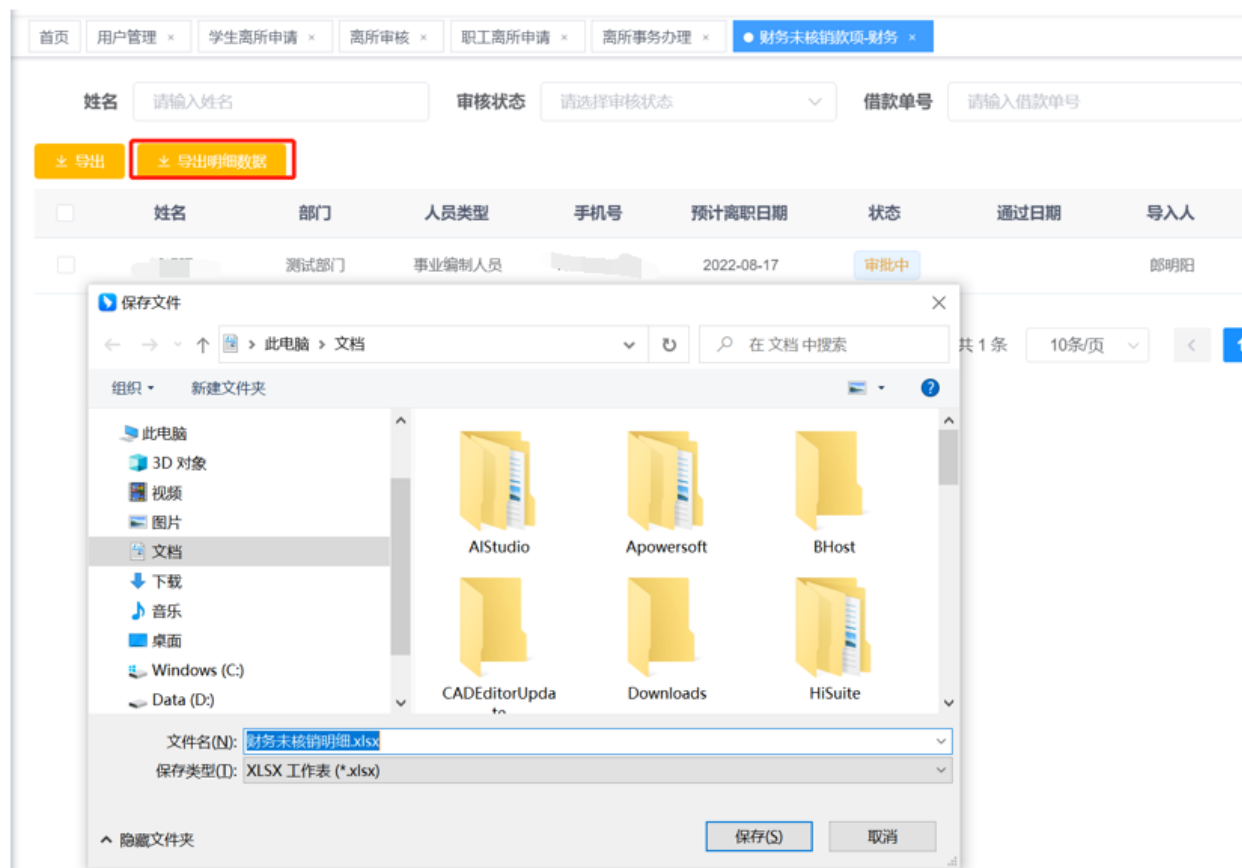 首页 用户管理 × 学生离所申请 × 离所审核 × 职工离所申请 × 离所事务办理 × 财务未核销款项-财务 ×
姓名 请输入姓名 审核状态 请选择审核状态 借款单号 请输入借款单号
导出 导出明细数据
姓名 部门 人员类型 手机号 预计离职日期 状态 通过日期 导入人
测试部门 事业编制人员 2022-08-17 审批中 郎明阳
保存文件
此电脑 › 文档 在 文档 中搜索
共 1 条 10条/页
组织 新建文件夹
此电脑
3D 对象
视频
图片
文档
下载
音乐
桌面
Windows (C:)
Data (D:)
AIStudio Apowersoft BHost
CADEditorUpda Downloads HiSuite
文件名(N): 财务未核销明细.xlsx
保存类型(T): XLSX 工作表 (*.xlsx)
隐藏文件夹 保存(S) 取消